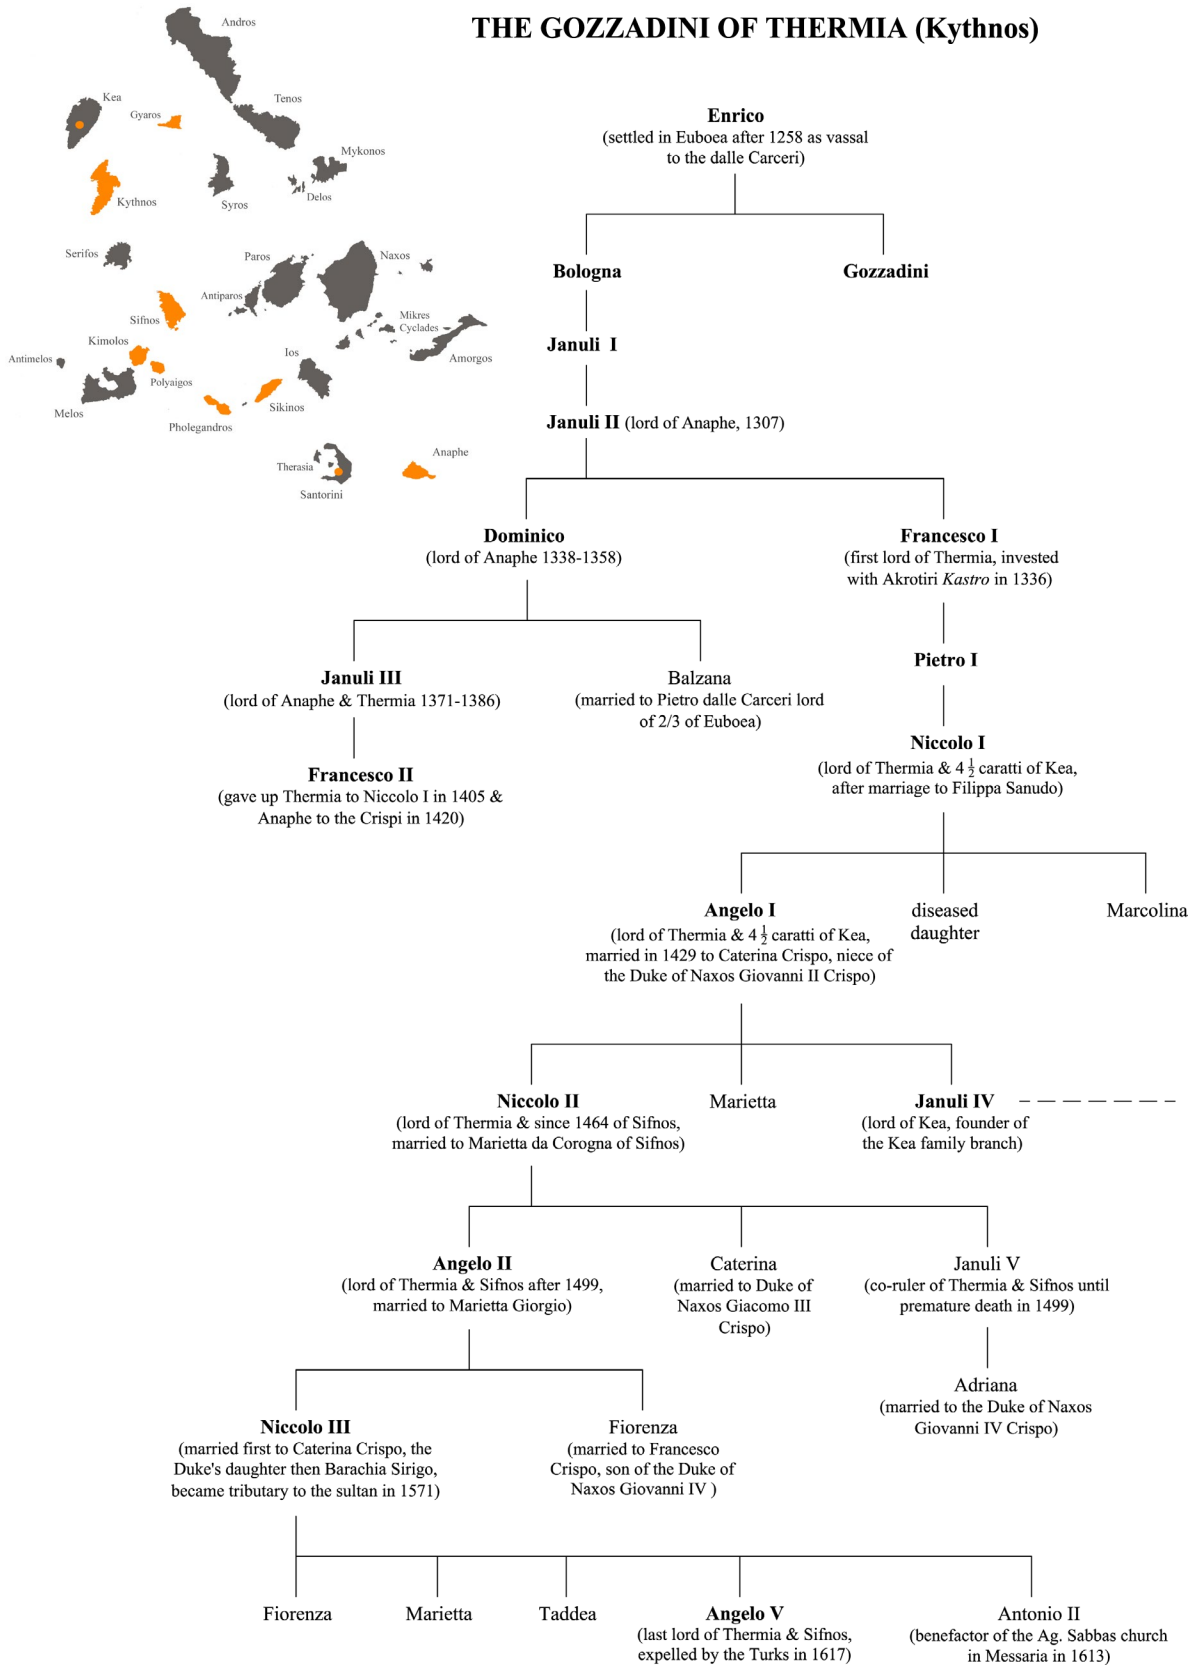 THE GOZZADINI OF THERMIA (Kythnos)
Andros
Kea
Gyaros
Tenos
Mykonos
Kythnos
Syros
Delos
Serifos
Paros
Naxos
Antiparos
Sifnos
Mikres
Cyclades
Kimolos
Ios
Amorgos
Antimelos
Polyaigos
Melos
Sikinos
Pholegandros
Anaphe
Therasia
Santorini
Enrico
(settled in Euboea after 1258 as vassal
to the dalle Carceri)
Bologna
Gozzadini
Januli I
Januli II (lord of Anaphe, 1307)
Dominico
(lord of Anaphe 1338-1358)
Francesco I
(first lord of Thermia, invested
with Akrotiri Kastro in 1336)
Januli III
(lord of Anaphe & Thermia 1371-1386)
Balzana
(married to Pietro dalle Carceri lord
of 2/3 of Euboea)
Pietro I
Francesco II
(gave up Thermia to Niccolo I in 1405 &
Anaphe to the Crispi in 1420)
Niccolo I
(lord of Thermia & 4 ½ caratti of Kea,
after marriage to Filippa Sanudo)
Angelo I
(lord of Thermia & 4 ½ caratti of Kea,
married in 1429 to Caterina Crispo, niece of
the Duke of Naxos Giovanni II Crispo)
diseased
daughter
Marcolina
Niccolo II
(lord of Thermia & since 1464 of Sifnos,
married to Marietta da Corogna of Sifnos)
Marietta
Januli IV
(lord of Kea, founder of
the Kea family branch)
Angelo II
(lord of Thermia & Sifnos after 1499,
married to Marietta Giorgio)
Caterina
(married to Duke of
Naxos Giacomo III
Crispo)
Januli V
(co-ruler of Thermia & Sifnos until
premature death in 1499)
Adriana
(married to the Duke of Naxos
Giovanni IV Crispo)
Niccolo III
(married first to Caterina Crispo, the
Duke's daughter then Barachia Sirigo,
became tributary to the sultan in 1571)
Fiorenza
(married to Francesco
Crispo, son of the Duke of
Naxos Giovanni IV )
Fiorenza
Marietta
Taddea
Angelo V
(last lord of Thermia & Sifnos,
expelled by the Turks in 1617)
Antonio II
(benefactor of the Ag. Sabbas church
in Messaria in 1613)